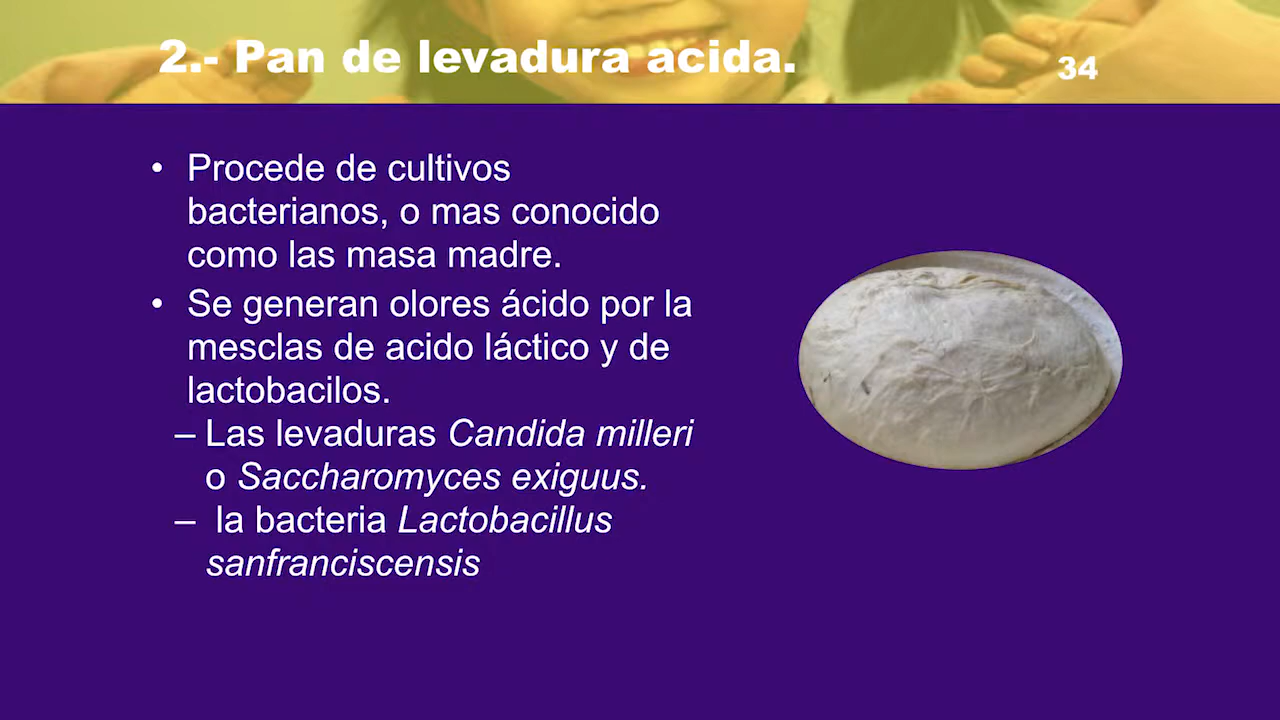 2.- Pan de levadura acida.
34
• Procede de cultivos
bacterianos, o mas conocido
como las masa madre.
• Se generan olores ácido por la
mesclas de acido láctico y de
lactobacilos.
– Las levaduras Candida milleri
o Saccharomyces exiguus.
– la bacteria Lactobacillus
sanfranciscensis